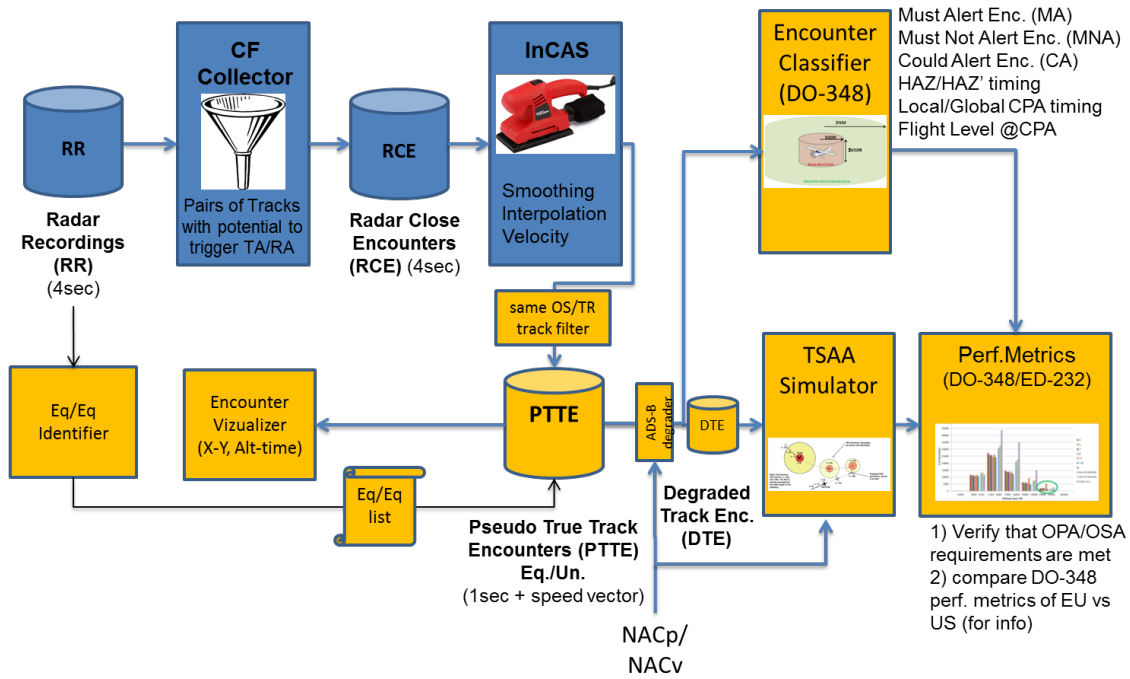 CF
Collector
Pairs of Tracks
with potential to
trigger TA/RA
InCAS
Smoothing
Interpolation
Velocity
Encounter
Classifier
(DO-348)
Must Alert Enc. (MA)
Must Not Alert Enc. (MNA)
Could Alert Enc. (CA)
HAZ/HAZ’ timing
Local/Global CPA timing
Flight Level @CPA
RR
Radar
Recordings
(RR)
(4sec)
RCE
Radar Close
Encounters
(RCE) (4sec)
same OS/TR
track filter
Eq/Eq
Identifier
Encounter
Vizualizer
(X-Y, Alt-time)
Eq/Eq
list
PTTE
Pseudo True Track
Encounters (PTTE)
Eq./Un.
(1sec + speed vector)
ADS-B
degrader
DTE
Degraded
Track Enc.
(DTE)
NACp/
NACv
TSAA
Simulator
Perf.Metrics
(DO-348/ED-232)
1) Verify that OPA/OSA
requirements are met
2) compare DO-348
perf. metrics of EU vs
US (for info)